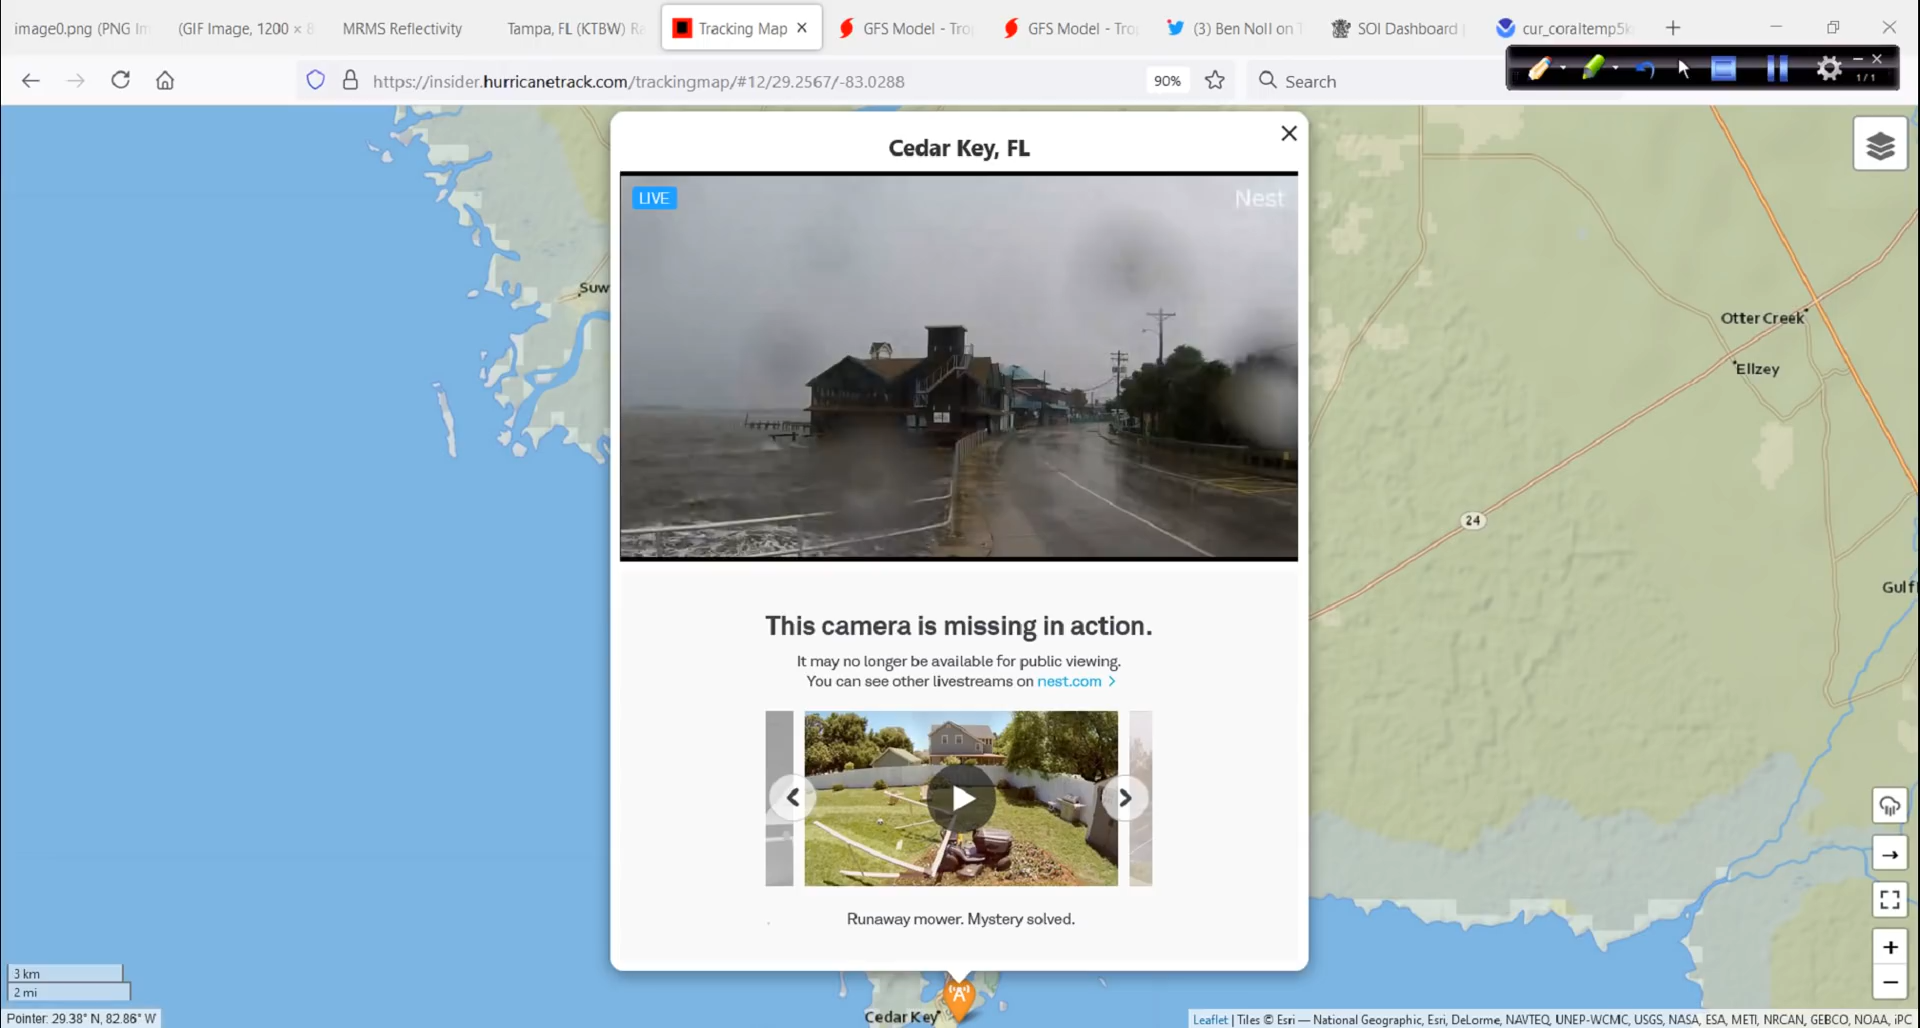 image0.png (PNG Im
(GIF Image, 1200 × 8
MRMS Reflectivity
Tampa, FL (KTBW) Ra
Tracking Map
GFS Model - Tro
GFS Model - Tro
(3) Ben Noll on T
SOI Dashboard
cur_coraltemp5k
https://insider.hurricanetrack.com/trackingmap/#12/29.2567/-83.0288
90%
Search
1/1
Cedar Key, FL
LIVE
Nest
Suw
Otter Creek
Ellzey
24
Gulf
This camera is missing in action.
It may no longer be available for public viewing.
You can see other livestreams on nest.com >
Runaway mower. Mystery solved.
3 km
2 mi
Pointer: 29.38° N, 82.86° W
Cedar Key
Leaflet | Tiles © Esri — National Geographic, Esri, DeLorme, NAVTEQ, UNEP-WCMC, USGS, NASA, ESA, METI, NRCAN, GEBCO, NOAA, iPC